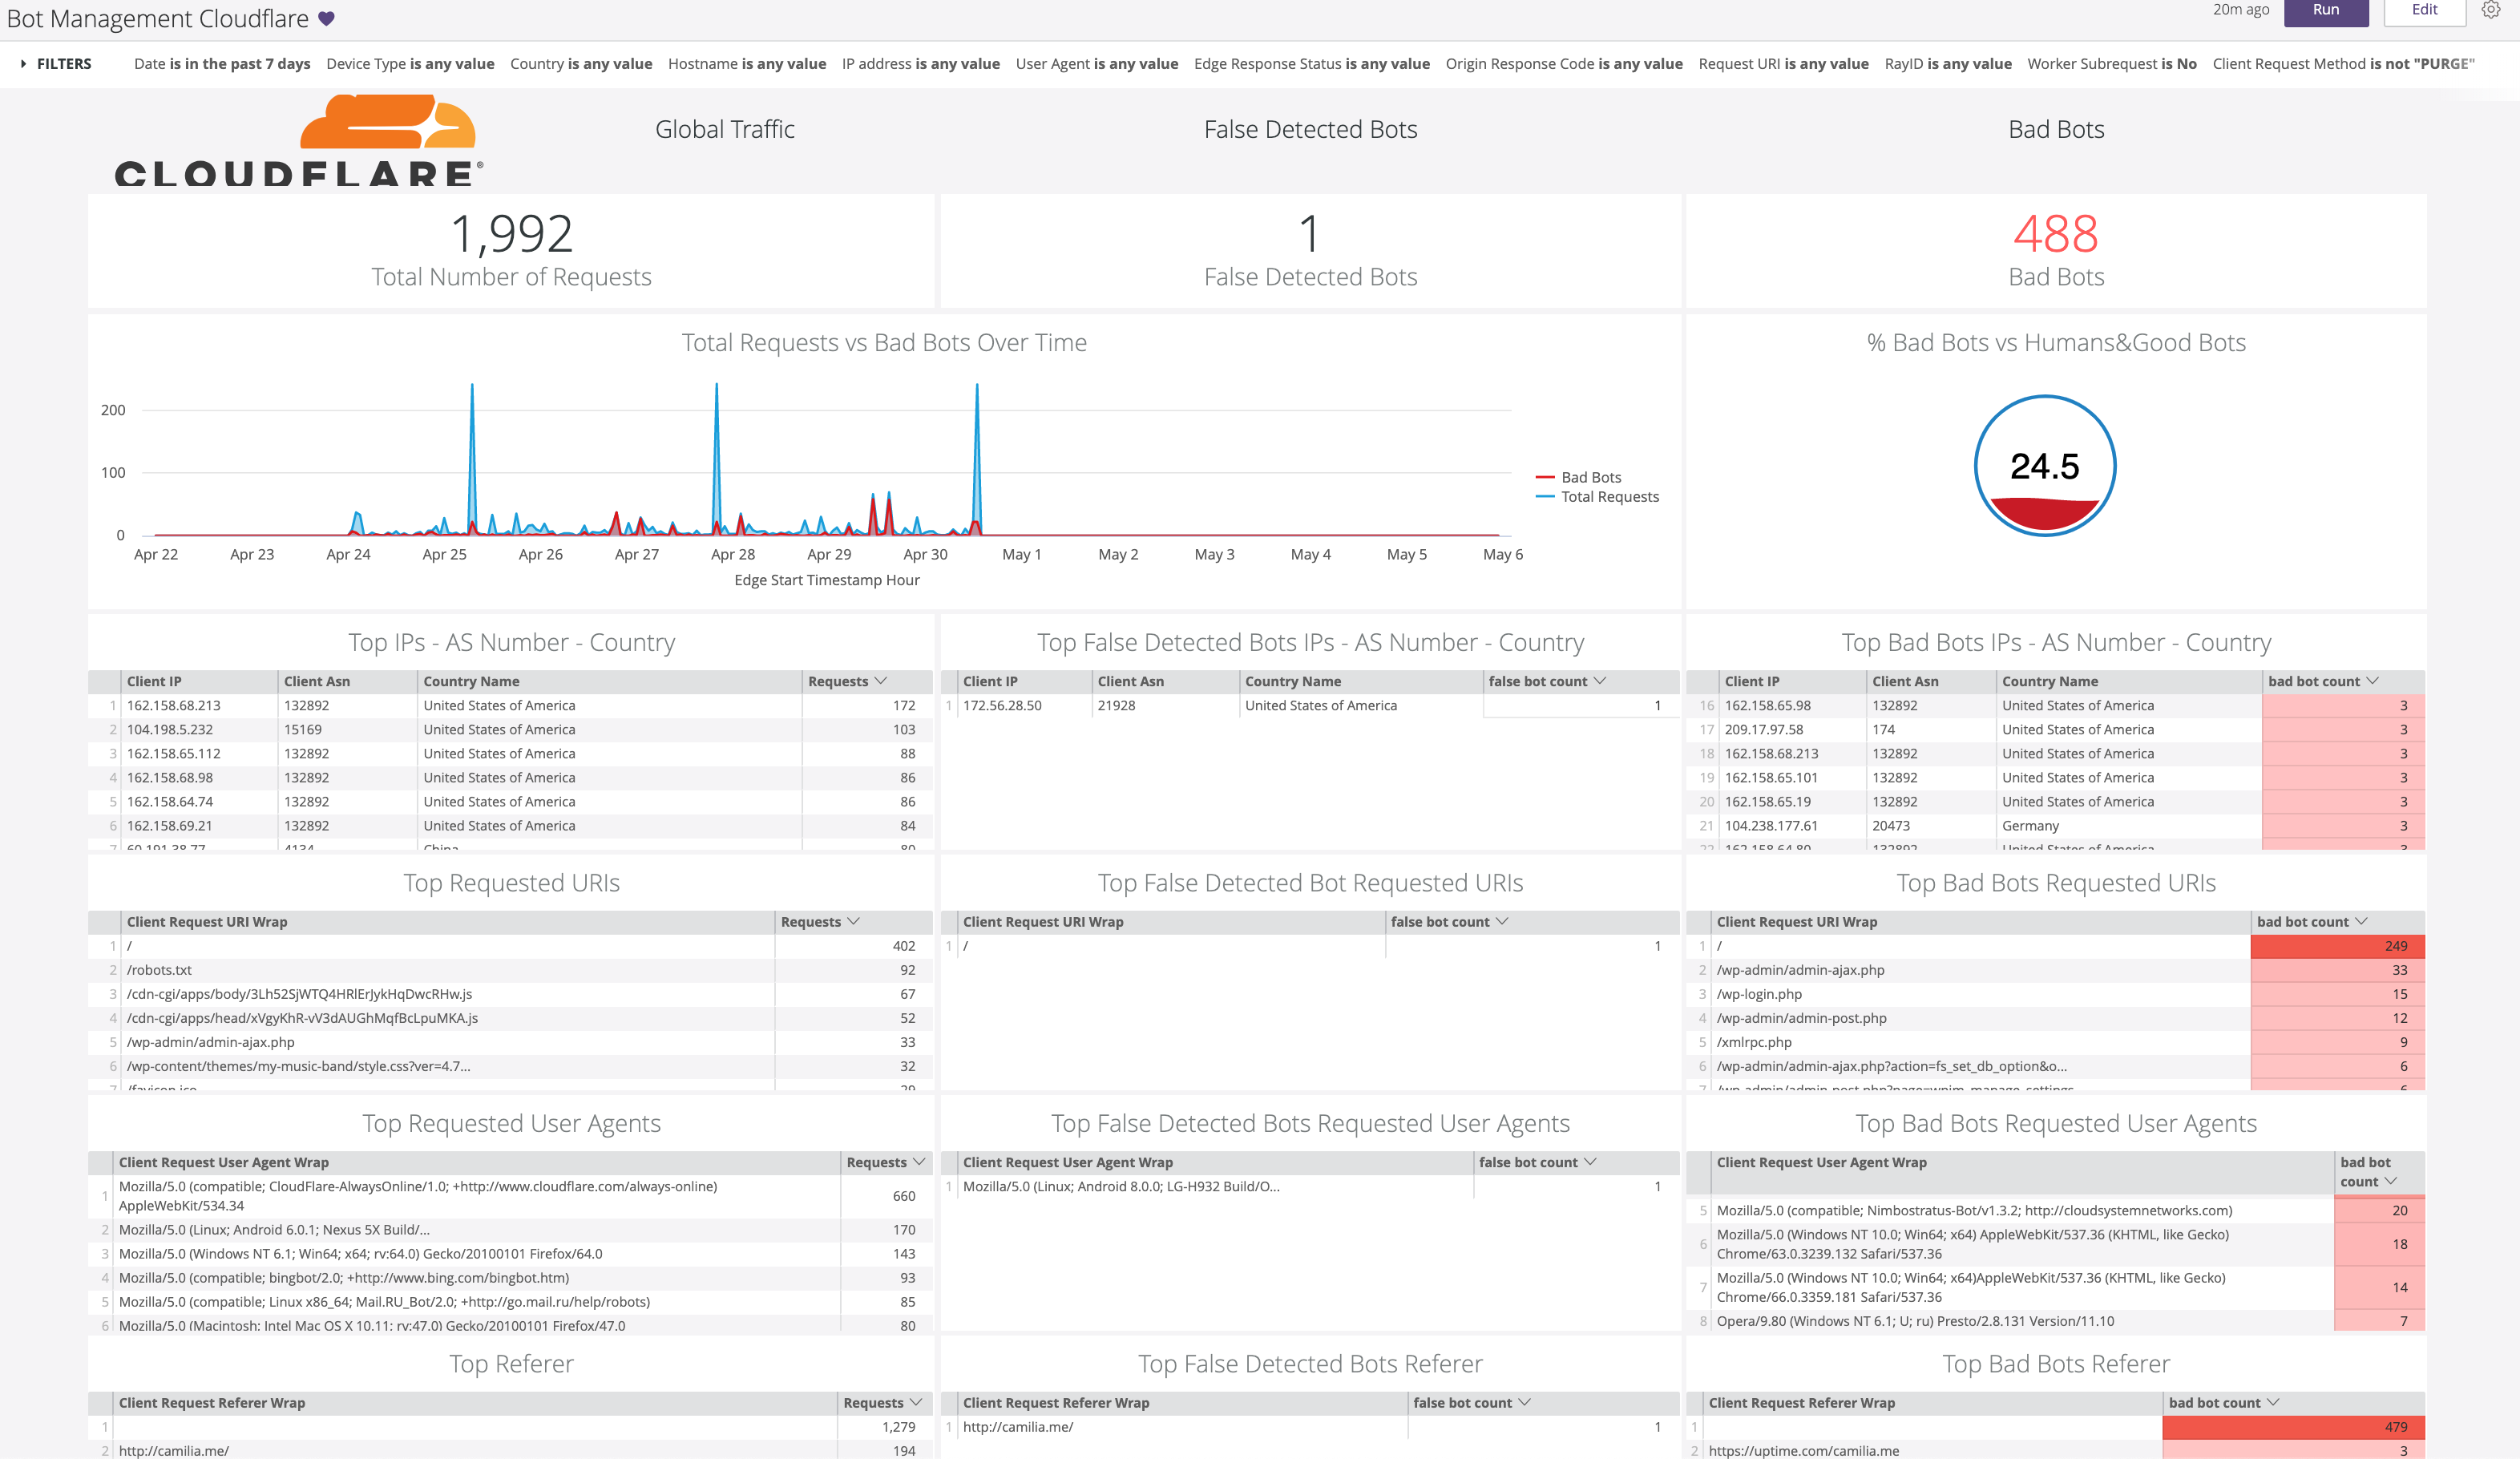 Bot Management Cloudflare
20m ago
Run
Edit
FILTERS
Date is in the past 7 days Device Type is any value Country is any value Hostname is any value IP address is any value User Agent is any value Edge Response Status is any value Origin Response Code is any value Request URI is any value RayID is any value Worker Subrequest is No Client Request Method is not "PURGE"
CLOUDFLARE®
Global Traffic
False Detected Bots
Bad Bots
1,992
Total Number of Requests
1
False Detected Bots
488
Bad Bots
Total Requests vs Bad Bots Over Time
200
100
0
Apr 22 Apr 23 Apr 24 Apr 25 Apr 26 Apr 27 Apr 28 Apr 29 Apr 30 May 1 May 2 May 3 May 4 May 5 May 6
Edge Start Timestamp Hour
Bad Bots
Total Requests
% Bad Bots vs Humans&Good Bots
24.5
Top IPs - AS Number - Country
Client IP Client Asn Country Name Requests
1 162.158.68.213 132892 United States of America 172
2 104.198.5.232 15169 United States of America 103
3 162.158.65.112 132892 United States of America 88
4 162.158.68.98 132892 United States of America 86
5 162.158.64.74 132892 United States of America 86
6 162.158.69.21 132892 United States of America 84
7 60.191.38.77 4134 China 80
Top False Detected Bots IPs - AS Number - Country
Client IP Client Asn Country Name false bot count
1 172.56.28.50 21928 United States of America 1
Top Bad Bots IPs - AS Number - Country
Client IP Client Asn Country Name bad bot count
16 162.158.65.98 132892 United States of America 3
17 209.17.97.58 174 United States of America 3
18 162.158.68.213 132892 United States of America 3
19 162.158.65.101 132892 United States of America 3
20 162.158.65.19 132892 United States of America 3
21 104.238.177.61 20473 Germany 3
22 162.158.64.80 132892 United States of America 3
Top Requested URIs
Client Request URI Wrap Requests
1 / 402
2 /robots.txt 92
3 /cdn-cgi/apps/body/3Lh52SjWTQ4HRlErJykHqDwcRHw.js 67
4 /cdn-cgi/apps/head/xVgyKhR-vV3dAUGhMqfBcLpuMKA.js 52
5 /wp-admin/admin-ajax.php 33
6 /wp-content/themes/my-music-band/style.css?ver=4.7... 32
7 /favicon.ico 29
Top False Detected Bot Requested URIs
Client Request URI Wrap false bot count
1 / 1
Top Bad Bots Requested URIs
Client Request URI Wrap bad bot count
1 / 249
2 /wp-admin/admin-ajax.php 33
3 /wp-login.php 15
4 /wp-admin/admin-post.php 12
5 /xmlrpc.php 9
6 /wp-admin/admin-ajax.php?action=fs_set_db_option&o... 6
7 /wp-admin/admin-post.php?page=wpim_manage_settings 6
Top Requested User Agents
Client Request User Agent Wrap Requests
1 Mozilla/5.0 (compatible; CloudFlare-AlwaysOnline/1.0; +http://www.cloudflare.com/always-online)
AppleWebKit/534.34 660
2 Mozilla/5.0 (Linux; Android 6.0.1; Nexus 5X Build/... 170
3 Mozilla/5.0 (Windows NT 6.1; Win64; x64; rv:64.0) Gecko/20100101 Firefox/64.0 143
4 Mozilla/5.0 (compatible; bingbot/2.0; +http://www.bing.com/bingbot.htm) 93
5 Mozilla/5.0 (compatible; Linux x86_64; Mail.RU_Bot/2.0; +http://go.mail.ru/help/robots) 85
6 Mozilla/5.0 (Macintosh; Intel Mac OS X 10.11; rv:47.0) Gecko/20100101 Firefox/47.0 80
Top False Detected Bots Requested User Agents
Client Request User Agent Wrap false bot count
1 Mozilla/5.0 (Linux; Android 8.0.0; LG-H932 Build/O... 1
Top Bad Bots Requested User Agents
Client Request User Agent Wrap bad bot
count
5 Mozilla/5.0 (compatible; Nimbostratus-Bot/v1.3.2; http://cloudsystemnetworks.com) 20
6 Mozilla/5.0 (Windows NT 10.0; Win64; x64) AppleWebKit/537.36 (KHTML, like Gecko)
Chrome/63.0.3239.132 Safari/537.36 18
7 Mozilla/5.0 (Windows NT 10.0; Win64; x64)AppleWebKit/537.36 (KHTML, like Gecko)
Chrome/66.0.3359.181 Safari/537.36 14
8 Opera/9.80 (Windows NT 6.1; U; ru) Presto/2.8.131 Version/11.10 7
Top Referer
Client Request Referer Wrap Requests
1 1,279
2 http://camilia.me/ 194
Top False Detected Bots Referer
Client Request Referer Wrap false bot count
1 http://camilia.me/ 1
Top Bad Bots Referer
Client Request Referer Wrap bad bot count
1 479
2 https://uptime.com/camilia.me 3